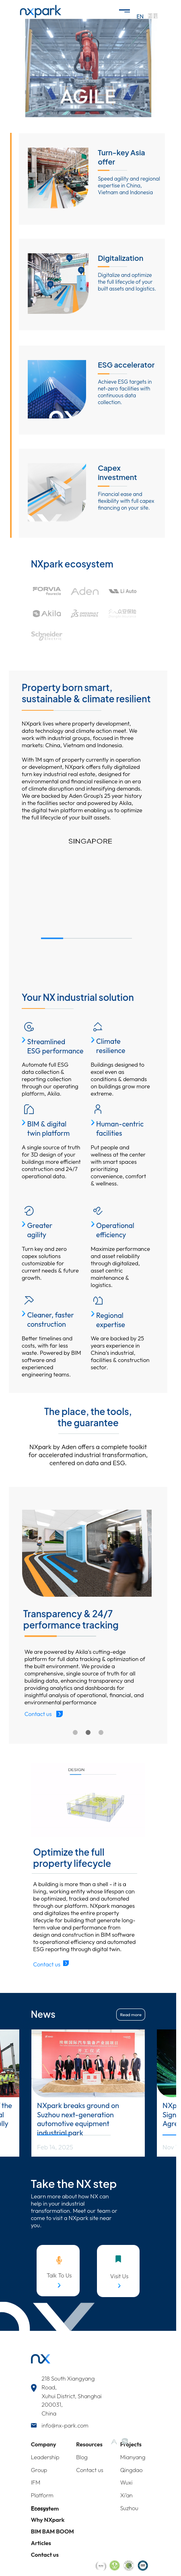 nxpark
EN
AGILE
Turn-key Asia
offer
Speed agility and regional
expertise in China,
Vietnam and Indonesia
Digitalization
Digitalize and optimize
the full lifecycle of your
built assets and logistics.
ESG accelerator
Achieve ESG targets in
net-zero facilities with
continuous data
collection.
Capex
investment
Financial ease and
flexibility with full capex
financing on your site.
NXpark ecosystem
FORVIA
Aden
Li Auto
Akila
Schneider
Property born smart,
sustainable & climate resilient
NXpark lives where property development,
data technology and climate action meet. We
work with industrial groups, focused in three
markets: China, Vietnam and Indonesia.
With 1M sqm property currently in operation
or development, NXpark offers fully digitalized
turn key industrial real estate, designed for
environmental and financial resilience in an era
of climate disruption and intensifying demands.
We are backed by Aden Group's 25-year history
in the facilities sector and powered by Akila,
the digital twin platform enabling us to optimize
the full lifecycle of your facilities.
SINGAPORE
Your NX industrial solution
Streamlined
ESG performance
Automate full ESG
data collection &
reporting collection
through our operating
platform, Akila.
Climate
resilience
Buildings designed to
excel even as
conditions & demands
on buildings grow more
extreme.
BIM & digital
twin platform
A single source of truth
for 3D design of your
buildings more efficient
construction and 24/7
operational data.
Human-centric
facilities
Put people and
wellness at the center
with smart spaces
prioritizing
convenience, comfort
& wellness.
Greater
agility
Turn key and zero
capex solutions
customizable for
current needs & future
growth.
Operational
efficiency
Maximize performance
and asset reliability
through digitalized,
asset centric
maintenance &
logistics.
Cleaner, faster
construction
Better timelines and
costs, with far less
waste. Powered by BIM
software and
experienced
engineering teams.
Regional
expertise
We are backed by 25
years experience in
China's industrial,
facilities & construction
sector.
The place, the tools,
the guarantee
NXpark by Aden offers a complete toolkit
for accelerated industrial transformation,
centered on data and ESG.
Transparency & 24/7
performance tracking
We are powered by Akila's cutting-edge
platform for full data tracking & optimization of
the built environment. We provide a
comprehensive, single source of truth for all
building data, enhancing transparency and
providing analytics and dashboards for
insightful analysis of operational, financial, and
environmental performance
Contact us
DESIGN
Optimize the full
property lifecycle
A building is more than a shell - it is a
living, working entity whose lifespan can
be optimized, tracked and automated
through our platform. NXpark manages
and digitalizes the entire property
lifecycle for building that generate long-
term value and performance from
design and construction in BIM software
to operational efficiency and automated
ESG reporting through digital twin.
Contact us
News
Read more
the
NXpark breaks ground on
Suzhou next-generation
automotive equipment
industrial park
Feb 14, 2025
Nov
Take the NX step
Learn more about how NX can
help in your industrial
transformation. Meet our team or
come to visit a NXpark site near
you.
Talk To Us
Visit Us
nx
218 South Xiangyang
Road,
Xuhui District, Shanghai
200031,
China
info@nx-park.com
Company
Resources
Projects
Leadership
Blog
Mianyang
Group
Contact us
Qingdao
IFM
Wuxi
Platform
Xi'an
Ecosystem
Suzhou
Why NXpark
BIM BAM BOOM
Articles
Contact us